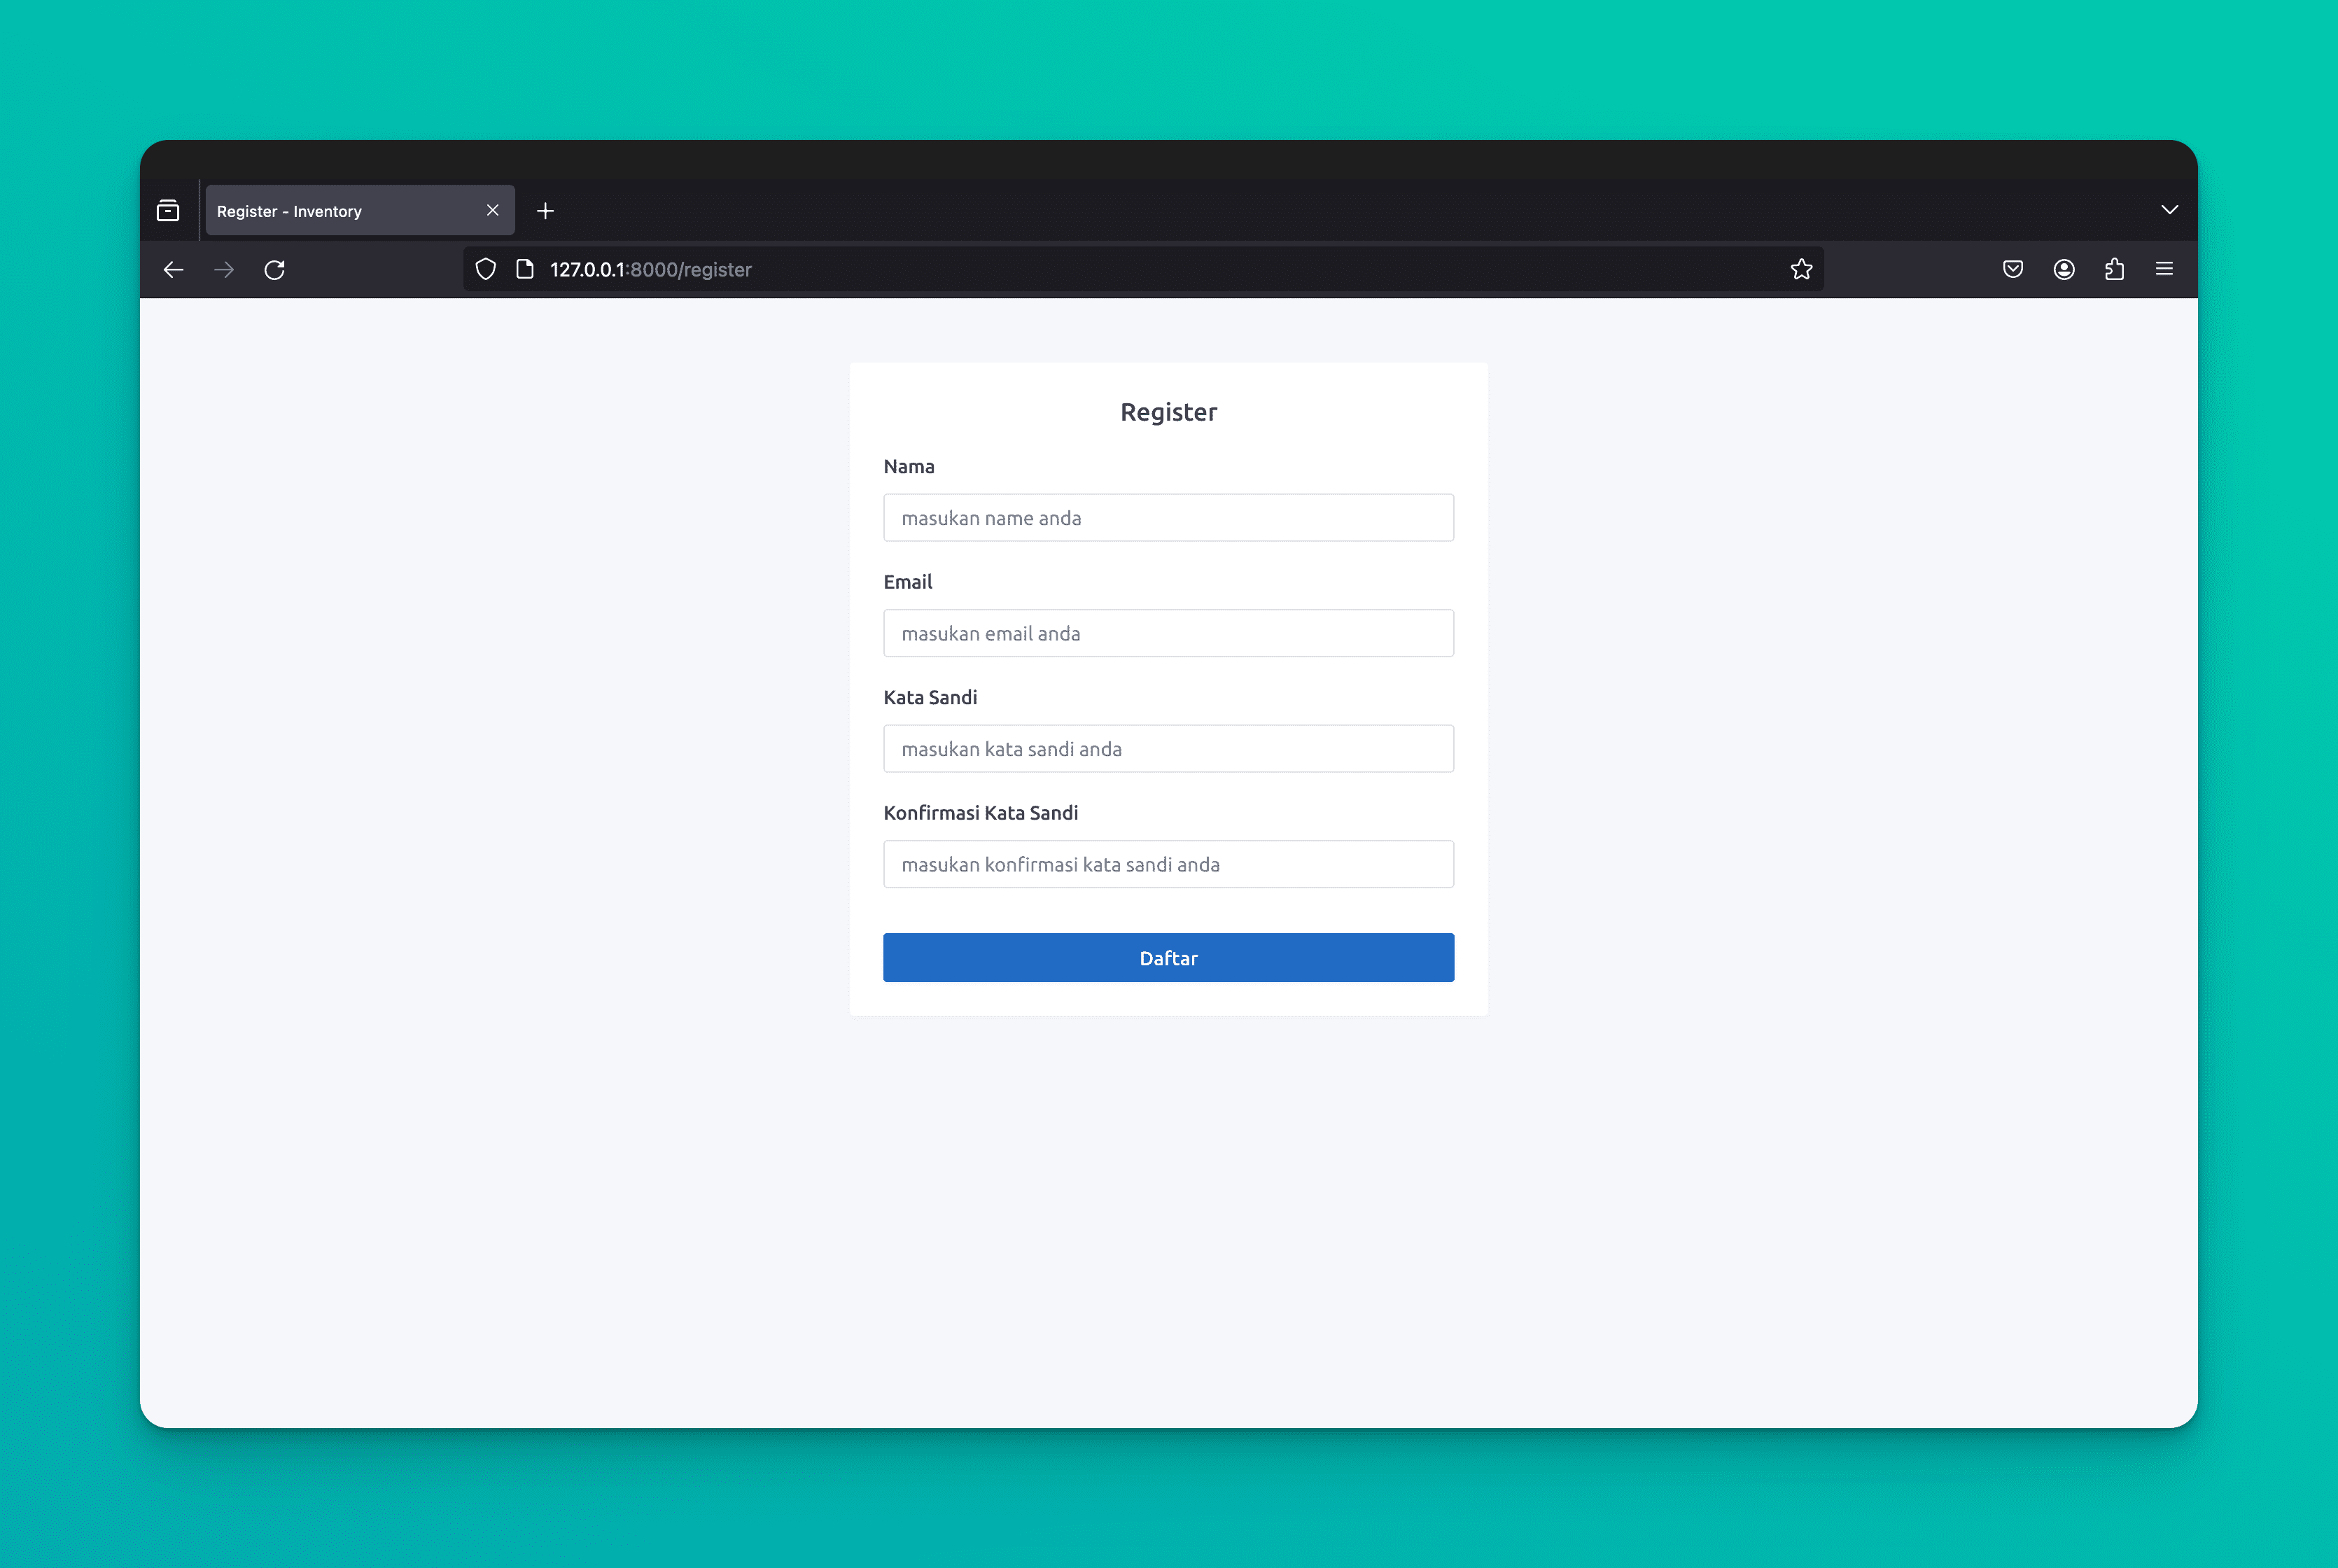 Register - Inventory
127.0.0.1:8000/register
Register
Nama
masukan name anda
Email
masukan email anda
Kata Sandi
masukan kata sandi anda
Konfirmasi Kata Sandi
masukan konfirmasi kata sandi anda
Daftar